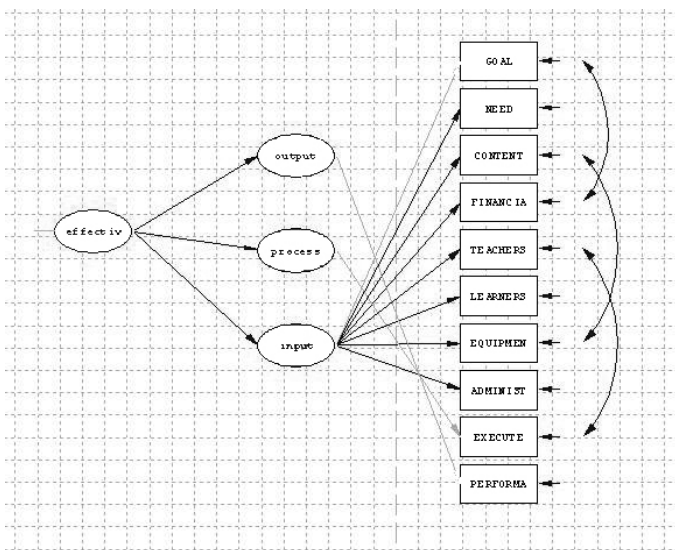 GOAL
NEED
CONTENT
output
FINANCIA
effectiv
TEACHERS
process
LEARNERS
input
EQUIPMEN
ADMINIST
EXECUTE
PERFORMA